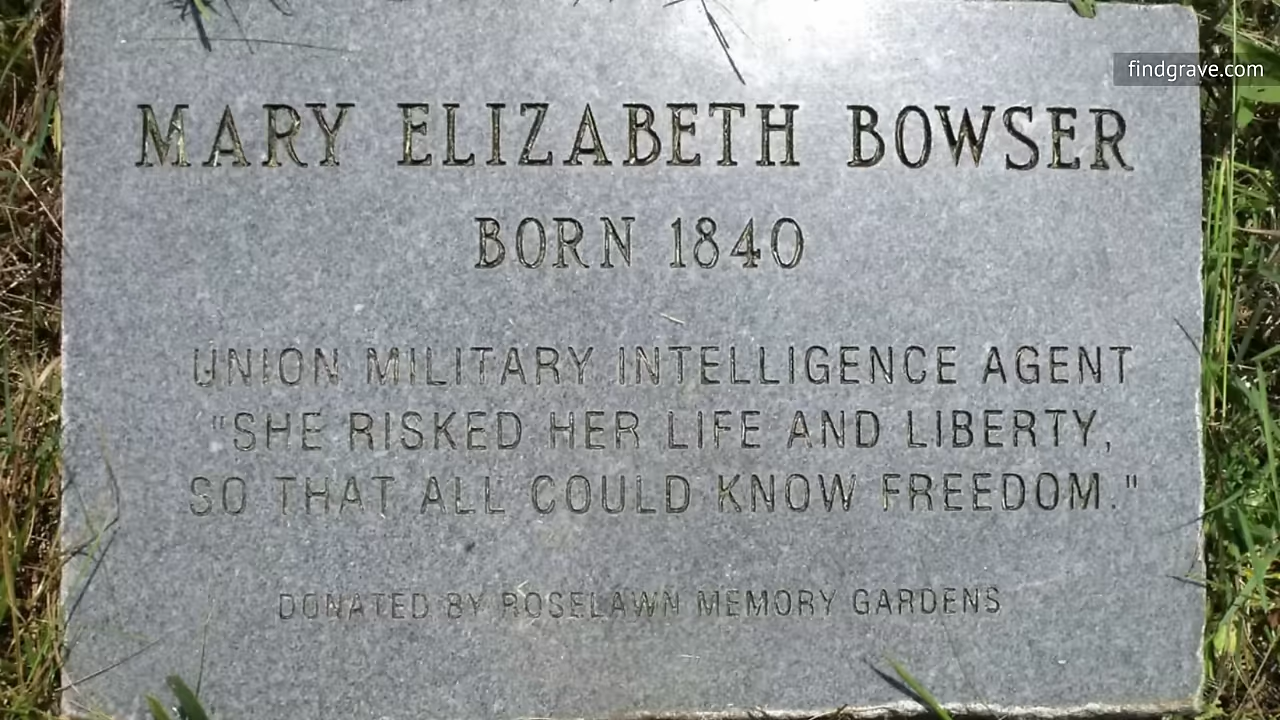 findgrave.com
MARY ELIZABETH BOWSER
BORN 1840
UNION MILITARY INTELLIGENCE AGENT
"SHE RISKED HER LIFE AND LIBERTY,
SO THAT ALL COULD KNOW FREEDOM."
DONATED BY ROSELAWN MEMORY GARDENS